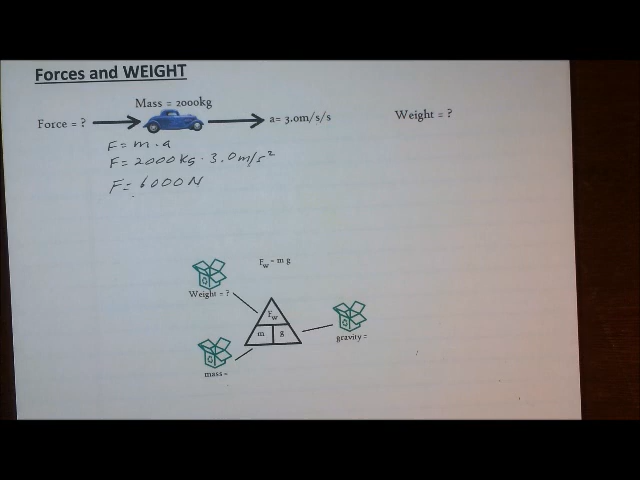 Forces and WEIGHT
Mass = 2000kg
Force = ?
a= 3.0m/s/s
Weight = ?
F = m · a
F = 2000 kg · 3.0 m/s²
F = 6000 N
Fw = m g
Weight = ?
Fw
m
g
gravity =
mass =